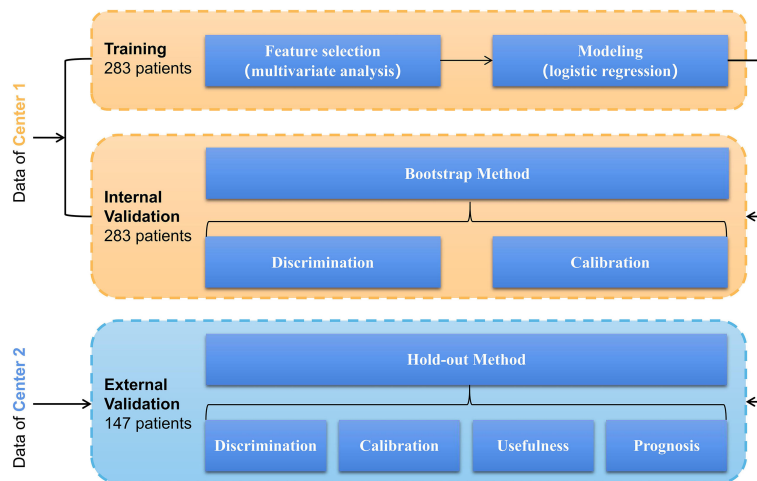 Data of Center 1
Training
283 patients
Feature selection
(multivariate analysis)
Modeling
(logistic regression)
Internal
Validation
283 patients
Bootstrap Method
Discrimination
Calibration
Data of Center 2
External
Validation
147 patients
Hold-out Method
Discrimination
Calibration
Usefulness
Prognosis